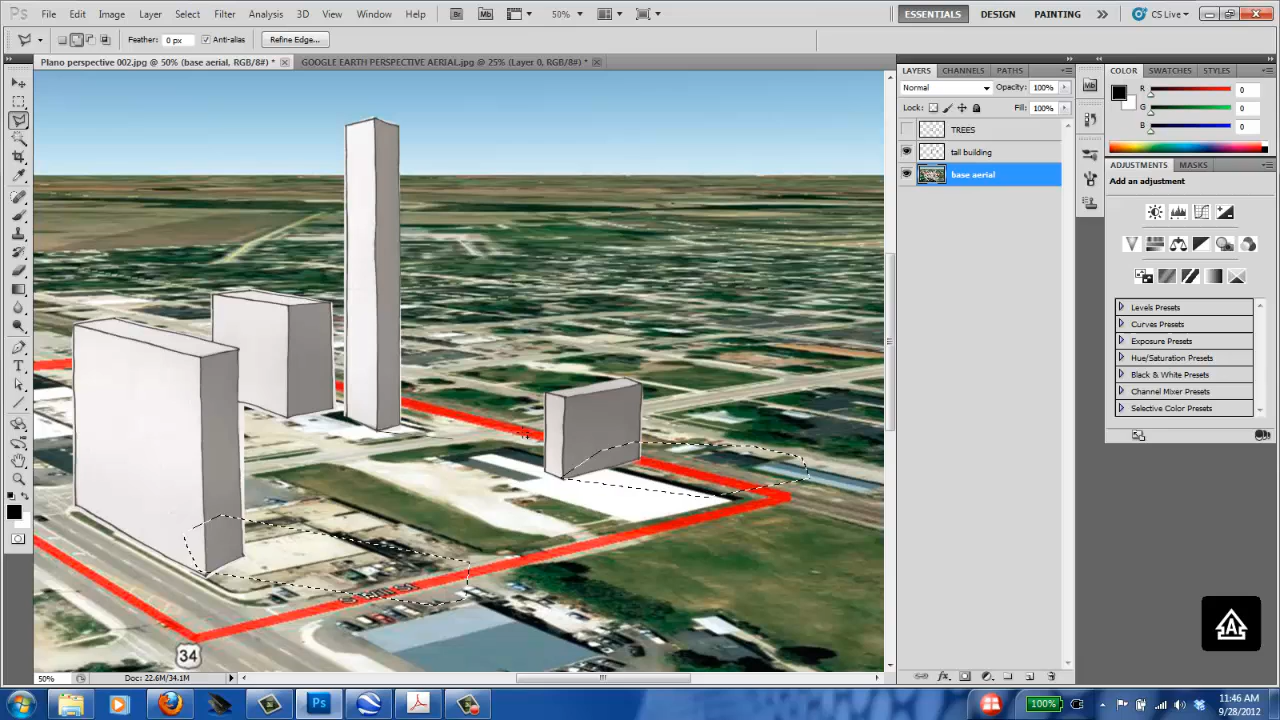 Ps File Edit Image Layer Select Filter Analysis 3D View Window Help Br Mb 50% ESSENTIALS DESIGN PAINTING CS Live
Feather: 0 px Anti-alias Refine Edge...
Plano perspective 002.jpg @ 50% (base aerial, RGB/8#) * GOOGLE EARTH PERSPECTIVE AERIAL.jpg @ 25% (Layer 0, RGB/8#) *
LAYERS CHANNELS PATHS
Normal Opacity: 100%
Lock: Fill: 100%
TREES
tall building
base aerial
Mb
COLOR SWATCHES STYLES
R 0
G 0
B 0
ADJUSTMENTS MASKS
Add an adjustment
Levels Presets
Curves Presets
Exposure Presets
Hue/Saturation Presets
Black & White Presets
Channel Mixer Presets
Selective Color Presets
34
A
50% Doc: 22.6M/34.1M
Ps 100% 11:46 AM
9/28/2012